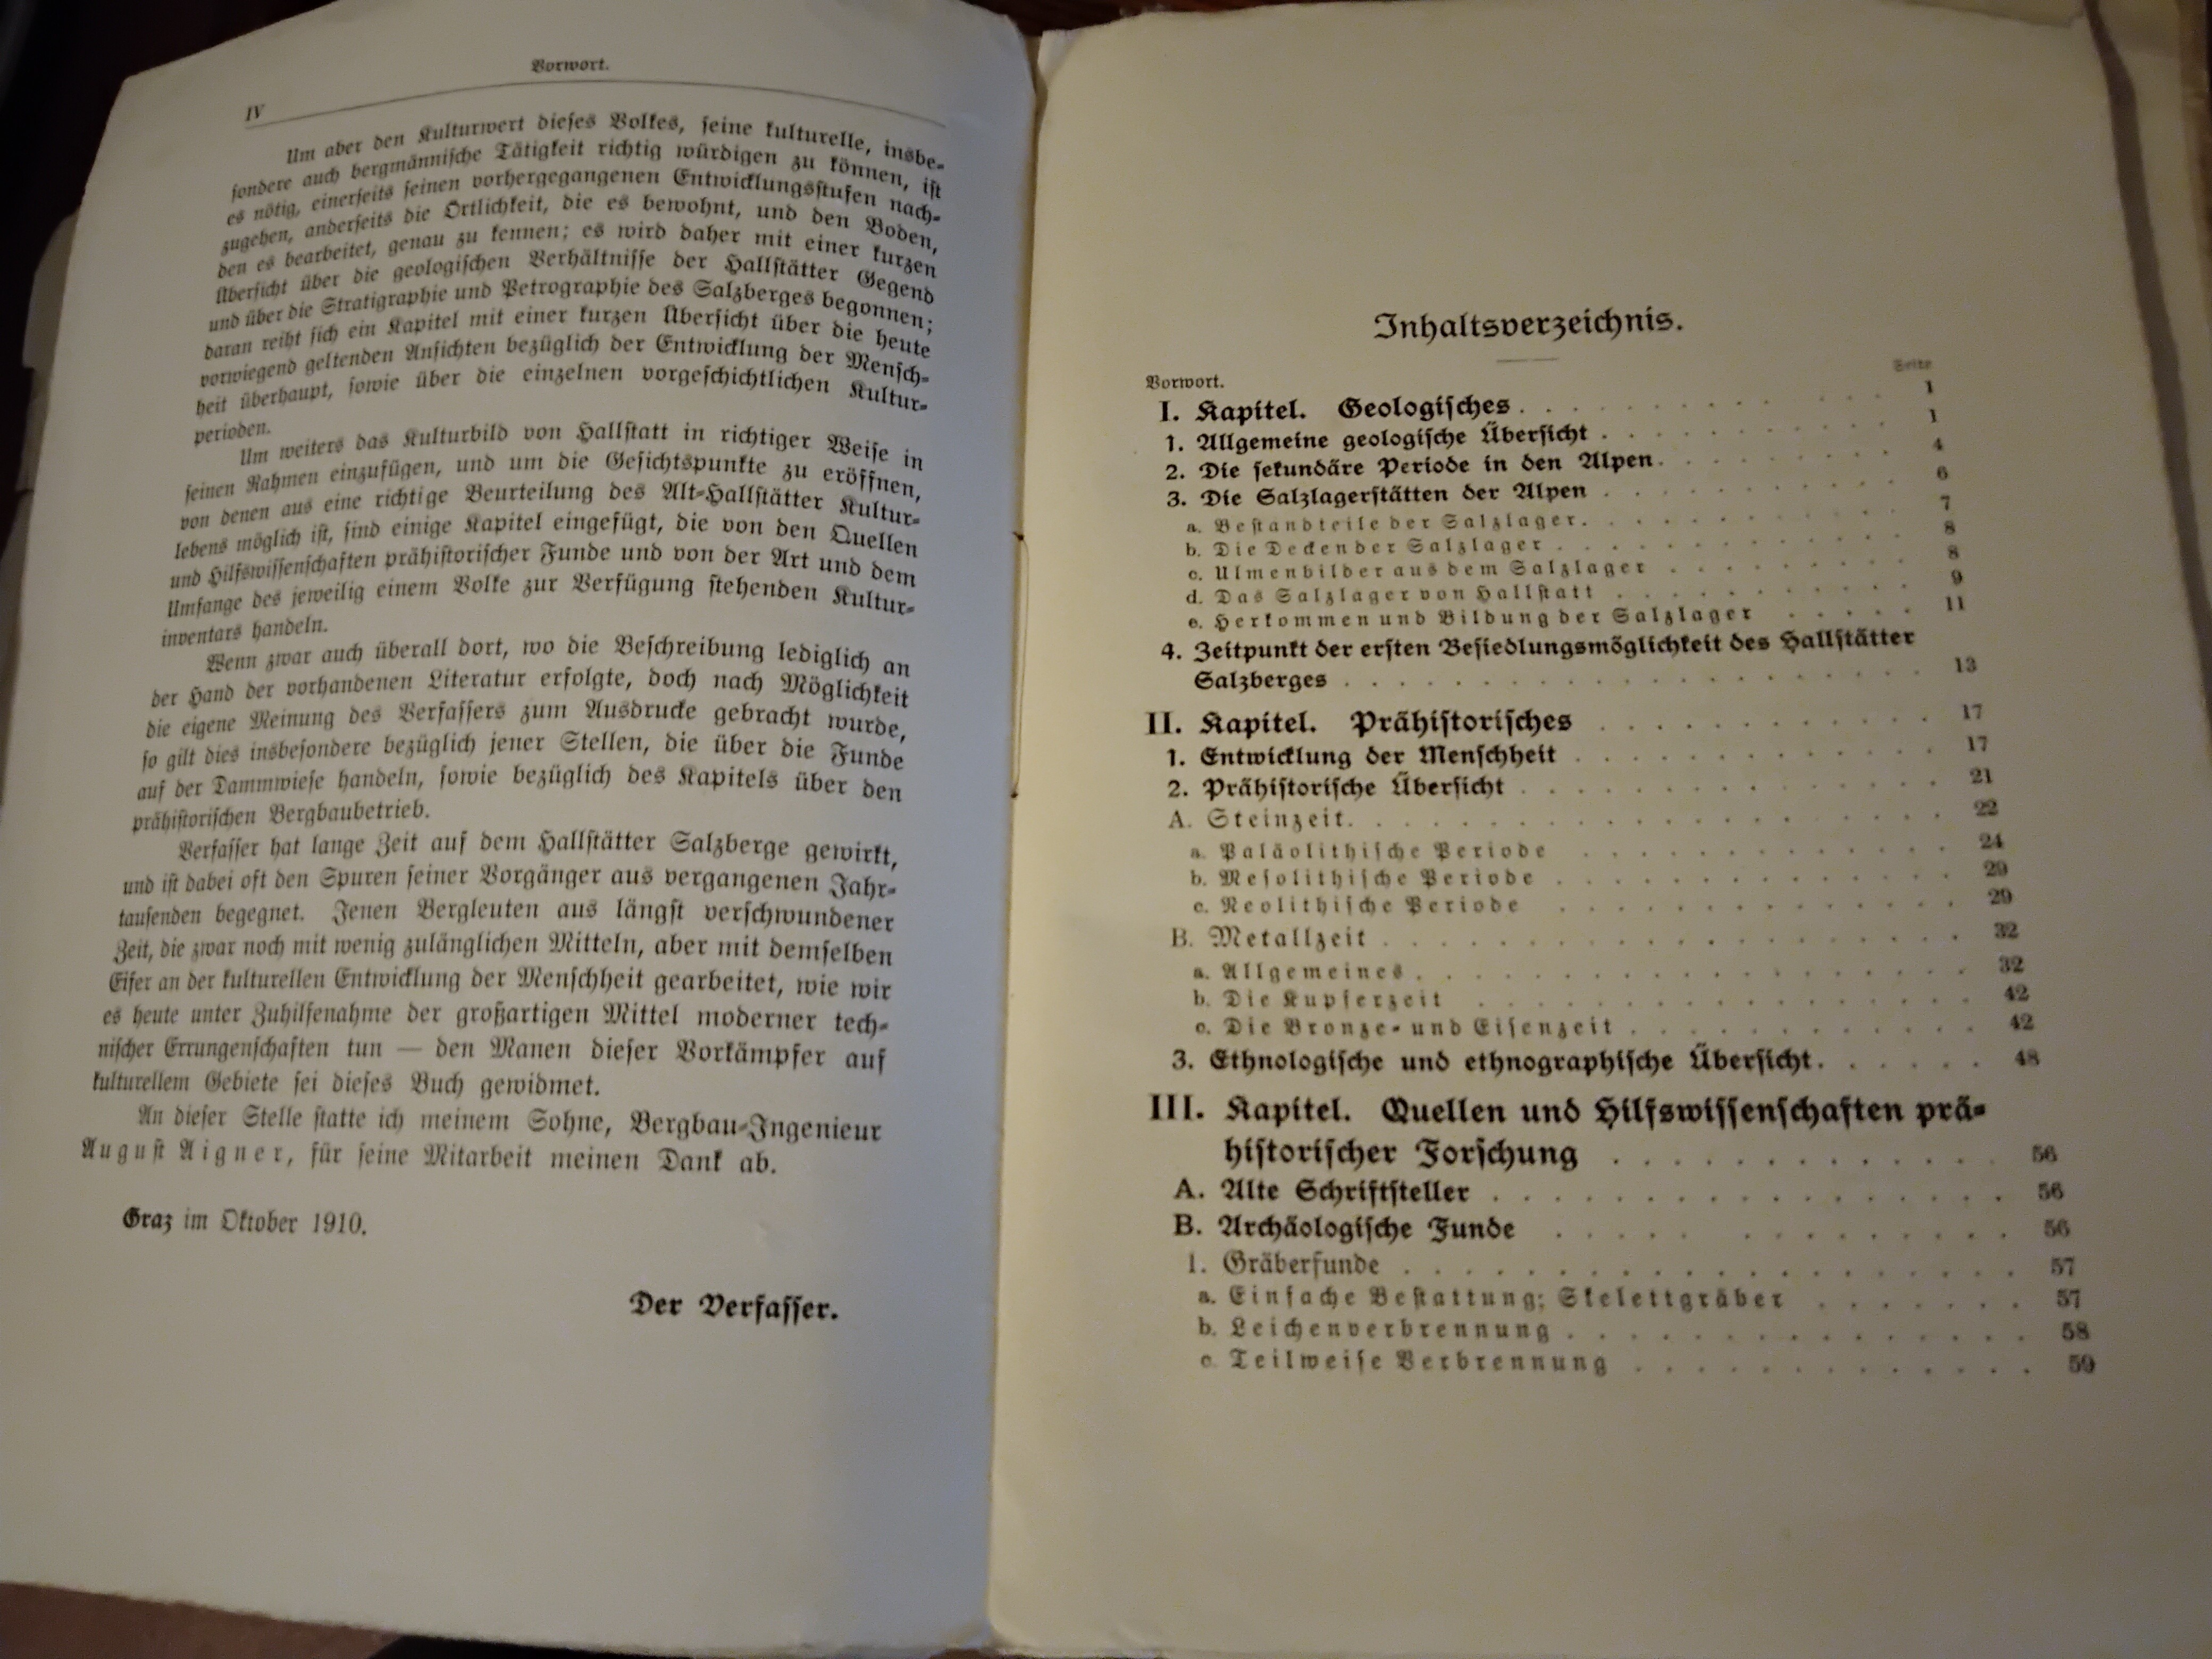 Vorwort.
IV
Um aber den Kulturwert dieses Volkes, seine kulturelle, insbe-
sondere auch bergmännische Tätigkeit richtig würdigen zu können, ist
es nötig, einerseits seinen vorhergegangenen Entwicklungsstufen nach-
zugehen, anderseits die Örtlichkeit, die es bewohnt, und den Boden,
den es bearbeitet, genau zu kennen; es wird daher mit einer kurzen
Übersicht über die geologischen Verhältnisse der Hallstätter Gegend
und über die Stratigraphie und Petrographie des Salzberges begonnen;
daran reiht sich ein Kapitel mit einer kurzen Übersicht über die heute
vorwiegend geltenden Ansichten bezüglich der Entwicklung der Mensch-
heit überhaupt, sowie über die einzelnen vorgeschichtlichen Kultur-
perioden.
Um weiters das Kulturbild von Hallstatt in richtiger Weise in
seinen Rahmen einzufügen, und um die Gesichtspunkte zu eröffnen,
von denen aus eine richtige Beurteilung des Alt-Hallstätter Kultur-
lebens möglich ist, sind einige Kapitel eingefügt, die von den Quellen
und Hilfswissenschaften prähistorischer Funde und von der Art und dem
Umfange des jeweilig einem Volke zur Verfügung stehenden Kultur-
inventars handeln.
Wenn zwar auch überall dort, wo die Beschreibung lediglich an
der Hand der vorhandenen Literatur erfolgte, doch nach Möglichkeit
die eigene Meinung des Verfassers zum Ausdrucke gebracht wurde,
so gilt dies insbesondere bezüglich jener Stellen, die über die Funde
auf der Dammwiese handeln, sowie bezüglich des Kapitels über den
prähistorischen Bergbaubetrieb.
Verfasser hat lange Zeit auf dem Hallstätter Salzberge gewirkt,
und ist dabei oft den Spuren seiner Vorgänger aus vergangenen Jahr-
tausenden begegnet. Jenen Bergleuten aus längst verschwundener
Zeit, die zwar noch mit wenig zulänglichen Mitteln, aber mit demselben
Eifer an der kulturellen Entwicklung der Menschheit gearbeitet, wie wir
es heute unter Zuhilfenahme der großartigen Mittel moderner tech-
nischer Errungenschaften tun — den Manen dieser Vorkämpfer auf
kulturellem Gebiete sei dieses Buch gewidmet.
An dieser Stelle statte ich meinem Sohne, Bergbau-Ingenieur
August Aigner, für seine Mitarbeit meinen Dank ab.
Graz im Oktober 1910.
Der Verfasser.
Inhaltsverzeichnis.
Seite
Vorwort.
I. Kapitel. Geologisches . . . . . . . . . . 1
1. Allgemeine geologische Übersicht . . . . . . . . . . 1
2. Die sekundäre Periode in den Alpen . . . . . . . . . . 4
3. Die Salzlagerstätten der Alpen . . . . . . . . . . 6
a. Bestandteile der Salzlager . . . . . . . . . . 7
b. Die Decken der Salzlager . . . . . . . . . . 8
c. Ulmenbilder aus dem Salzlager . . . . . . . . 8
d. Das Salzlager von Hallstatt . . . . . . . . . . 9
e. Herkommen und Bildung der Salzlager . . . . . 11
4. Zeitpunkt der ersten Besiedlungsmöglichkeit des Hallstätter
Salzberges . . . . . . . . . . . . . . . . 13
II. Kapitel. Prähistorisches . . . . . . . . . . 17
1. Entwicklung der Menschheit . . . . . . . . . . 17
2. Prähistorische Übersicht . . . . . . . . . . 21
A. Steinzeit . . . . . . . . . . . . . . 22
a. Paläolithische Periode . . . . . . . . . . 24
b. Mesolithische Periode . . . . . . . . . . 29
c. Neolithische Periode . . . . . . . . . . 29
B. Metallzeit . . . . . . . . . . . . . . 32
a. Allgemeines . . . . . . . . . . . . . . 32
b. Die Kupferzeit . . . . . . . . . . . . . . 42
c. Die Bronze- und Eisenzeit . . . . . . . . . . 42
3. Ethnologische und ethnographische Übersicht . . . . . . 48
III. Kapitel. Quellen und Hilfswissenschaften prä-
historischer Forschung . . . . . . . . . . 56
A. Alte Schriftsteller . . . . . . . . . . . . 56
B. Archäologische Funde . . . . . . . . . . . 56
1. Gräberfunde . . . . . . . . . . . . . . 57
a. Einfache Bestattung; Skelettgräber . . . . . . 57
b. Leichenverbrennung . . . . . . . . . . . . 58
c. Teilweise Verbrennung . . . . . . . . . . 59